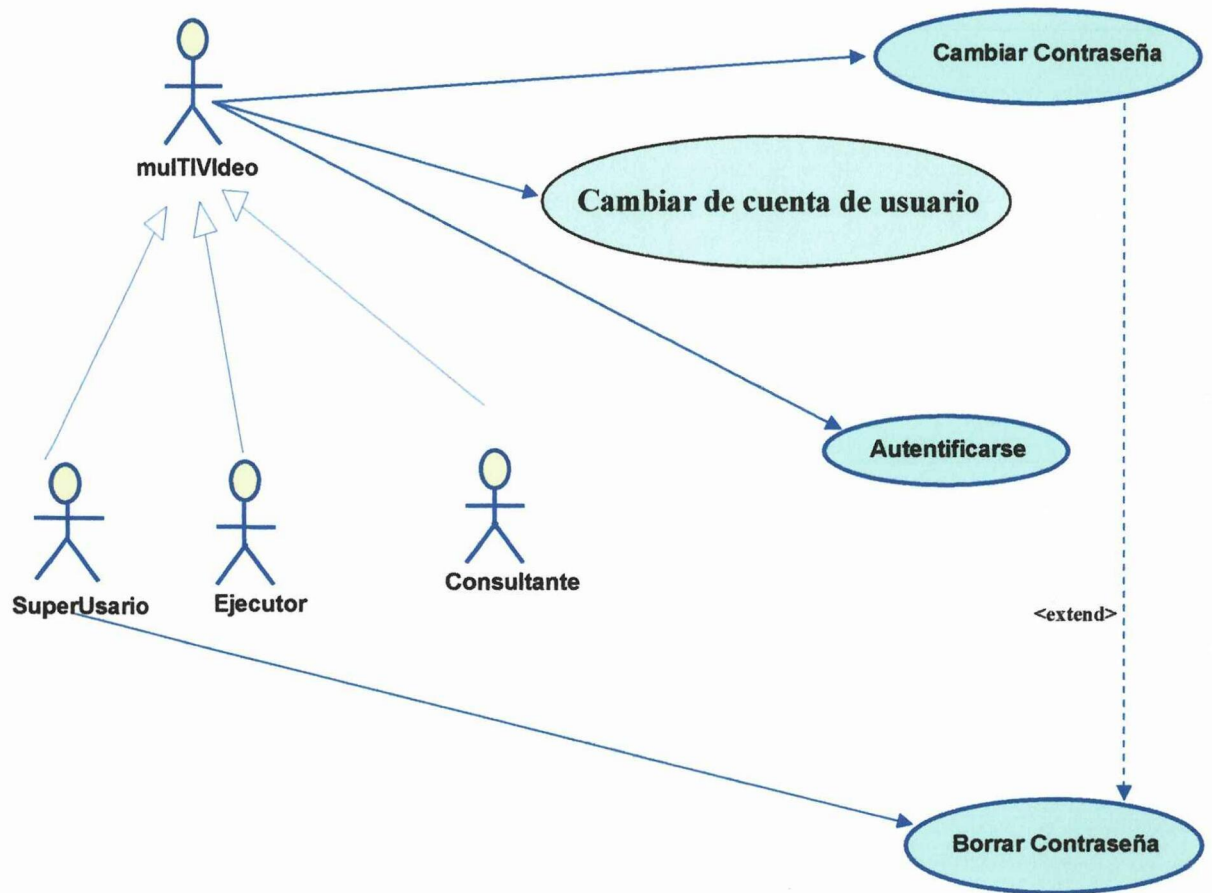 Cambiar Contraseña
mulTIVIdeo
Cambiar de cuenta de usuario
Autentificarse
SuperUsario
Ejecutor
Consultante
<extend>
Borrar Contraseña